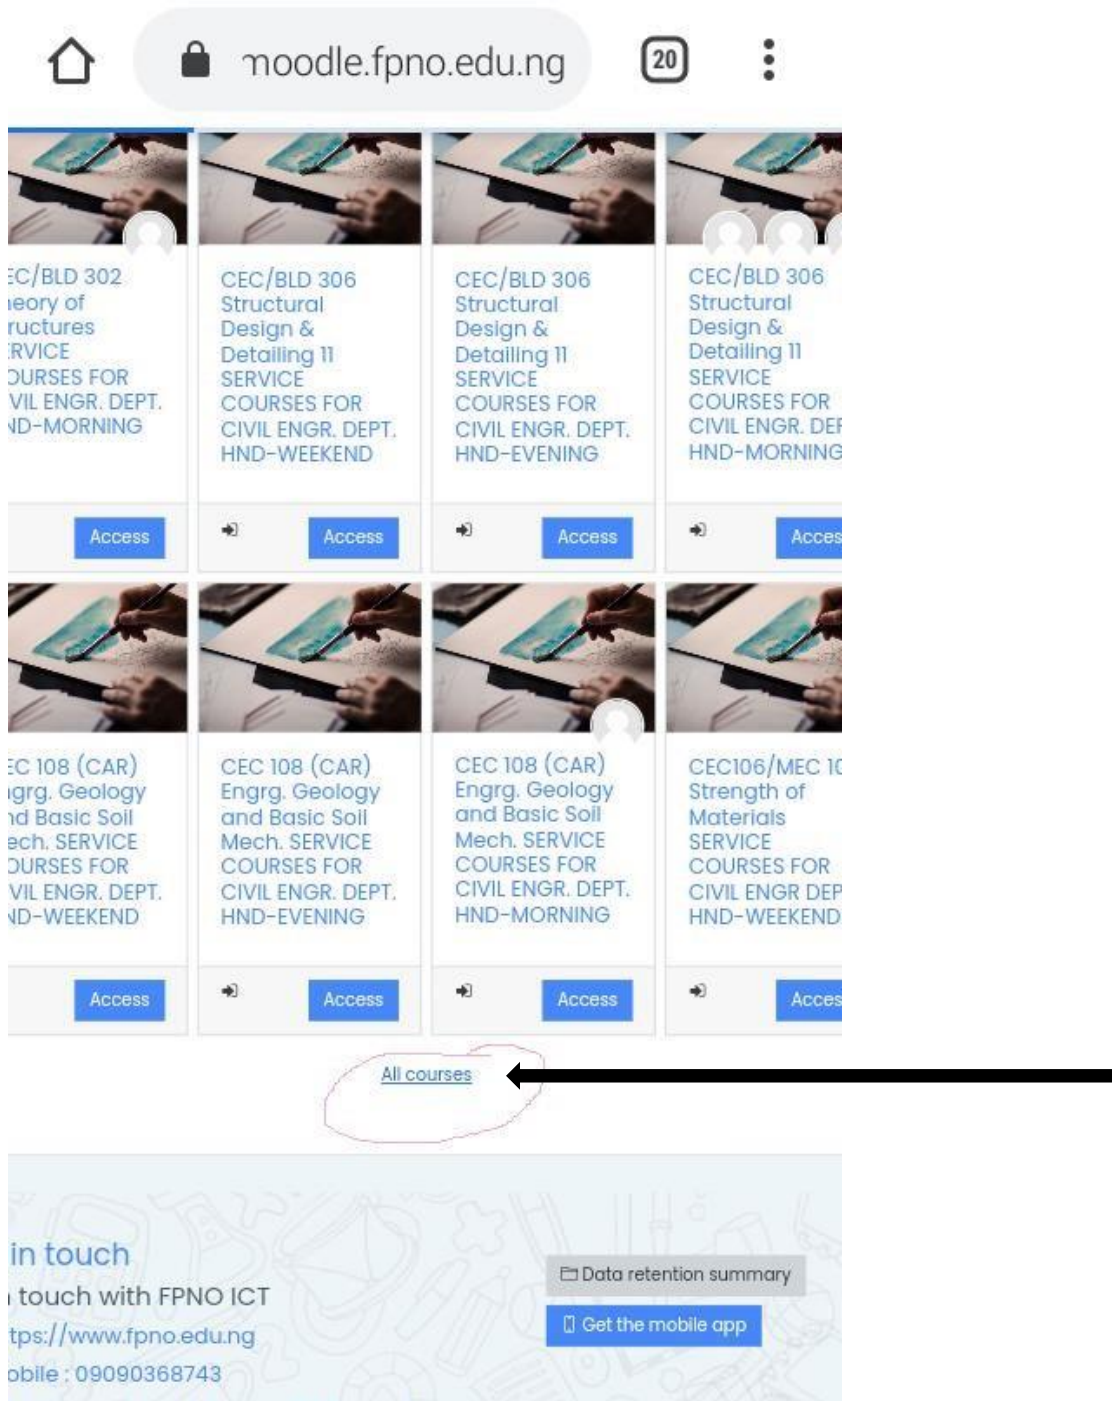 moodle.fpno.edu.ng
20
EC/BLD 302
eory of
ructures
RVICE
OURSES FOR
VIL ENGR. DEPT.
ND-MORNING
Access
CEC/BLD 306
Structural
Design &
Detailing 11
SERVICE
COURSES FOR
CIVIL ENGR. DEPT.
HND-WEEKEND
Access
CEC/BLD 306
Structural
Design &
Detailing 11
SERVICE
COURSES FOR
CIVIL ENGR. DEPT.
HND-EVENING
Access
CEC/BLD 306
Structural
Design &
Detailing 11
SERVICE
COURSES FOR
CIVIL ENGR. DEP
HND-MORNING
Acces
EC 108 (CAR)
ngrg. Geology
nd Basic Soil
ech. SERVICE
OURSES FOR
VIL ENGR. DEPT.
ND-WEEKEND
Access
CEC 108 (CAR)
Engrg. Geology
and Basic Soil
Mech. SERVICE
COURSES FOR
CIVIL ENGR. DEPT.
HND-EVENING
Access
CEC 108 (CAR)
Engrg. Geology
and Basic Soil
Mech. SERVICE
COURSES FOR
CIVIL ENGR. DEPT.
HND-MORNING
Access
CEC106/MEC 10
Strength of
Materials
SERVICE
COURSES FOR
CIVIL ENGR DEP
HND-WEEKEND
Acces
All courses
in touch
touch with FPNO ICT
tps://www.fpno.edu.ng
obile : 09090368743
Data retention summary
Get the mobile app